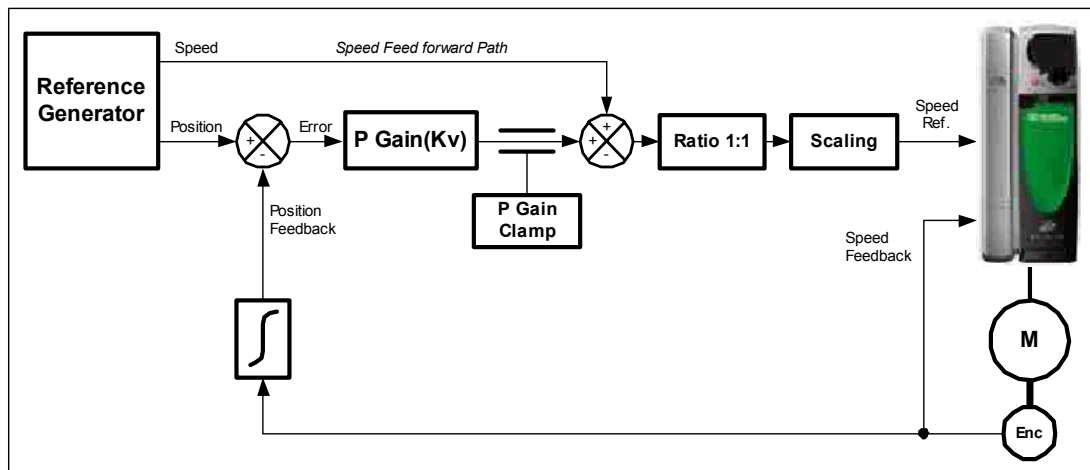 Speed
Speed Feed forward Path
Reference
Generator
Position
+
-
Error
P Gain(Kv)
+
+
-
Ratio 1:1
Scaling
Speed
Ref.
P Gain
Clamp
Position
Feedback
Speed
Feedback
M
Enc